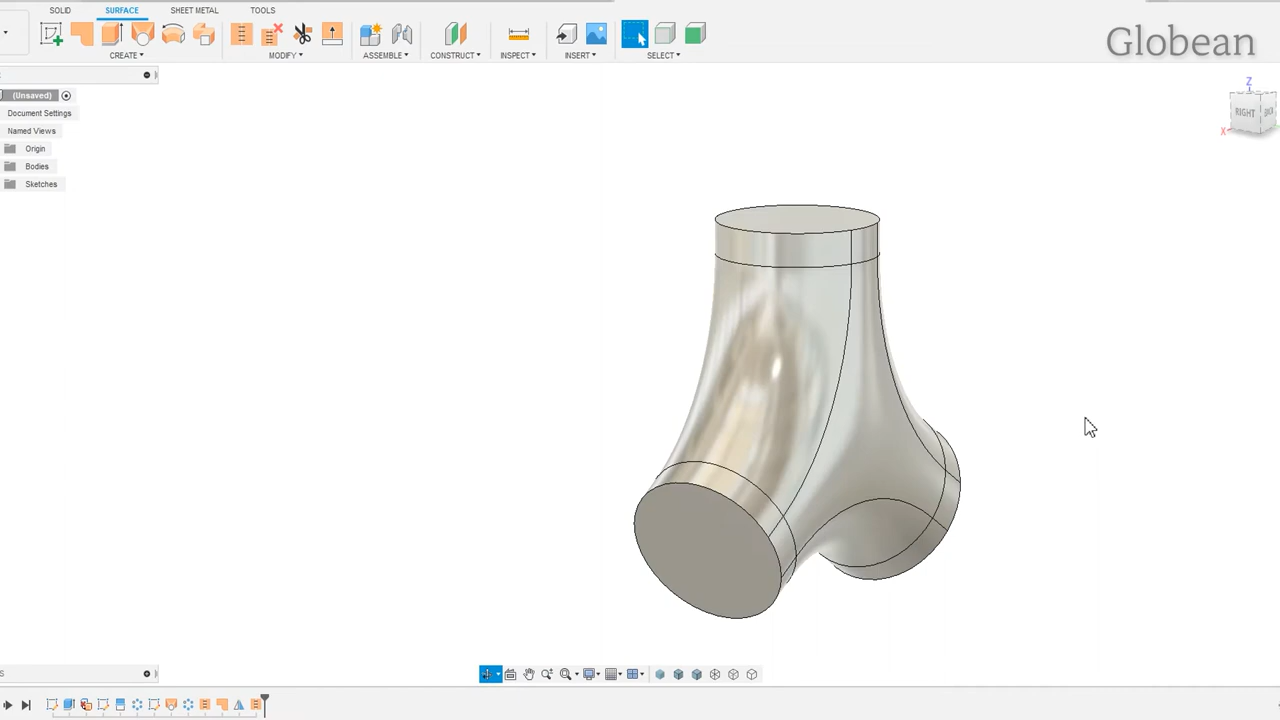 SOLID SURFACE SHEET METAL TOOLS
Globean
CREATE MODIFY ASSEMBLE CONSTRUCT INSPECT INSERT SELECT
(Unsaved)
Document Settings
Named Views
Origin
Bodies
Sketches
Z
RIGHT
X